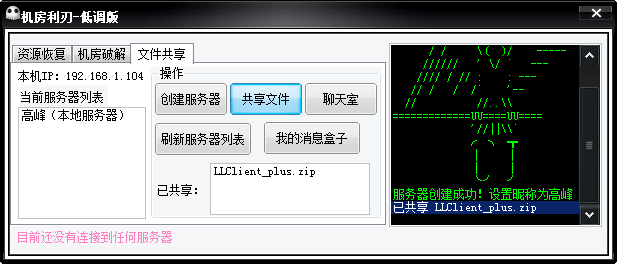 机房利刃-低调版
资源恢复 机房破解 文件共享
本机IP: 192.168.1.104
当前服务器列表
高峰（本地服务器）
操作
创建服务器 共享文件 聊天室
刷新服务器列表 我的消息盒子
已共享：
LLClient_plus.zip
目前还没有连接到任何服务器
服务器创建成功！设置昵称为高峰
已共享 LLClient_plus.zip